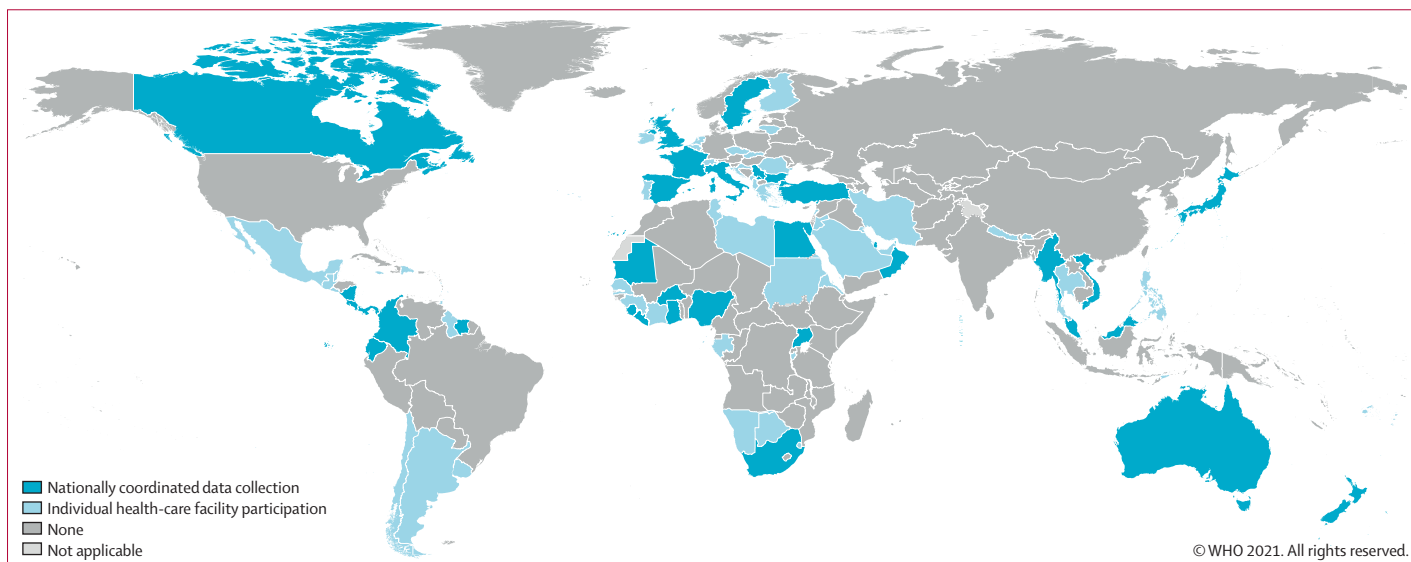 Nationally coordinated data collection
Individual health-care facility participation
None
Not applicable
© WHO 2021. All rights reserved.